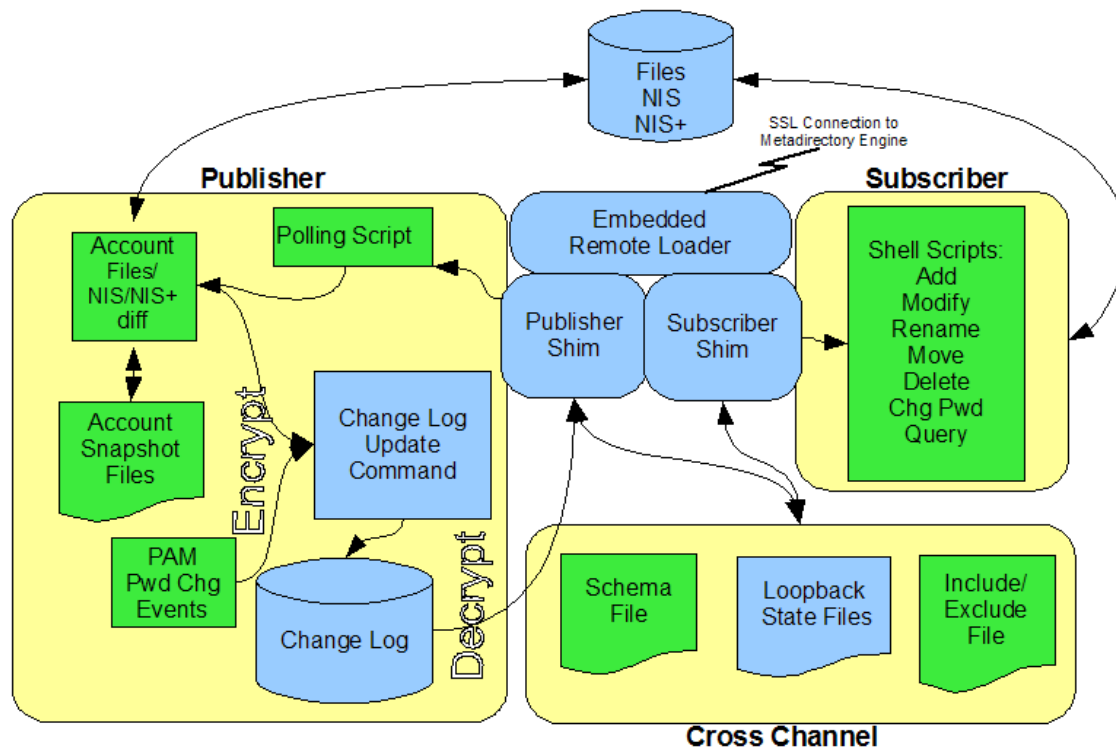 Files
NIS
NIS+
SSL Connection to
Metadirectory Engine
Publisher
Subscriber
Account
Files/
NIS/NIS+
diff
Polling Script
Embedded
Remote Loader
Shell Scripts:
Add
Modify
Rename
Move
Delete
Chg Pwd
Query
Publisher
Shim
Subscriber
Shim
Account
Snapshot
Files
Encrypt
Change Log
Update
Command
PAM
Pwd Chg
Events
Change Log
Decrypt
Schema
File
Loopback
State Files
Include/
Exclude
File
Cross Channel